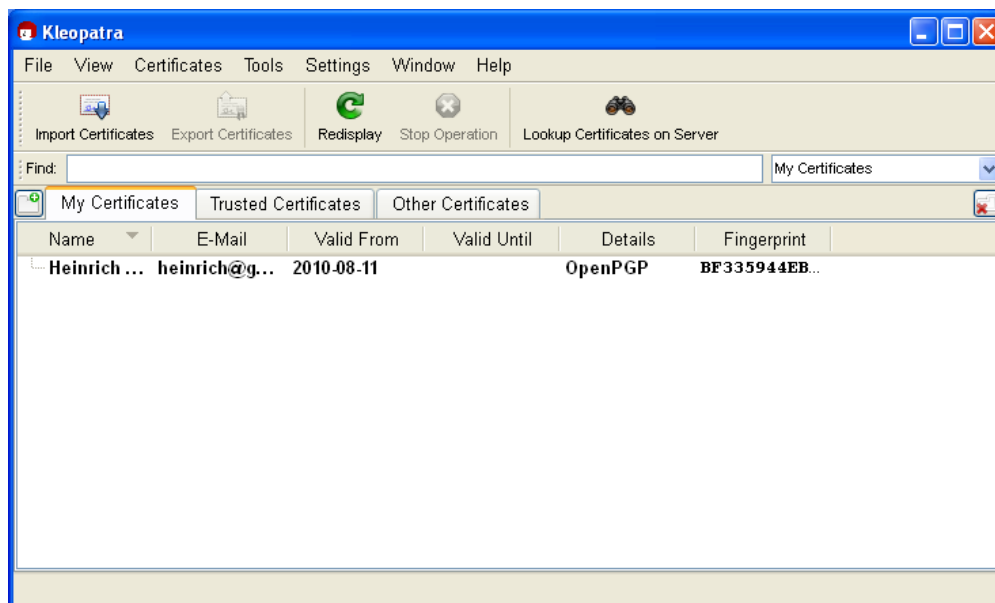 Kleopatra
File View Certificates Tools Settings Window Help
Import Certificates Export Certificates Redisplay Stop Operation Lookup Certificates on Server
Find: My Certificates
My Certificates Trusted Certificates Other Certificates
Name E-Mail Valid From Valid Until Details Fingerprint
Heinrich ... heinrich@g... 2010-08-11 OpenPGP BF335944EB...